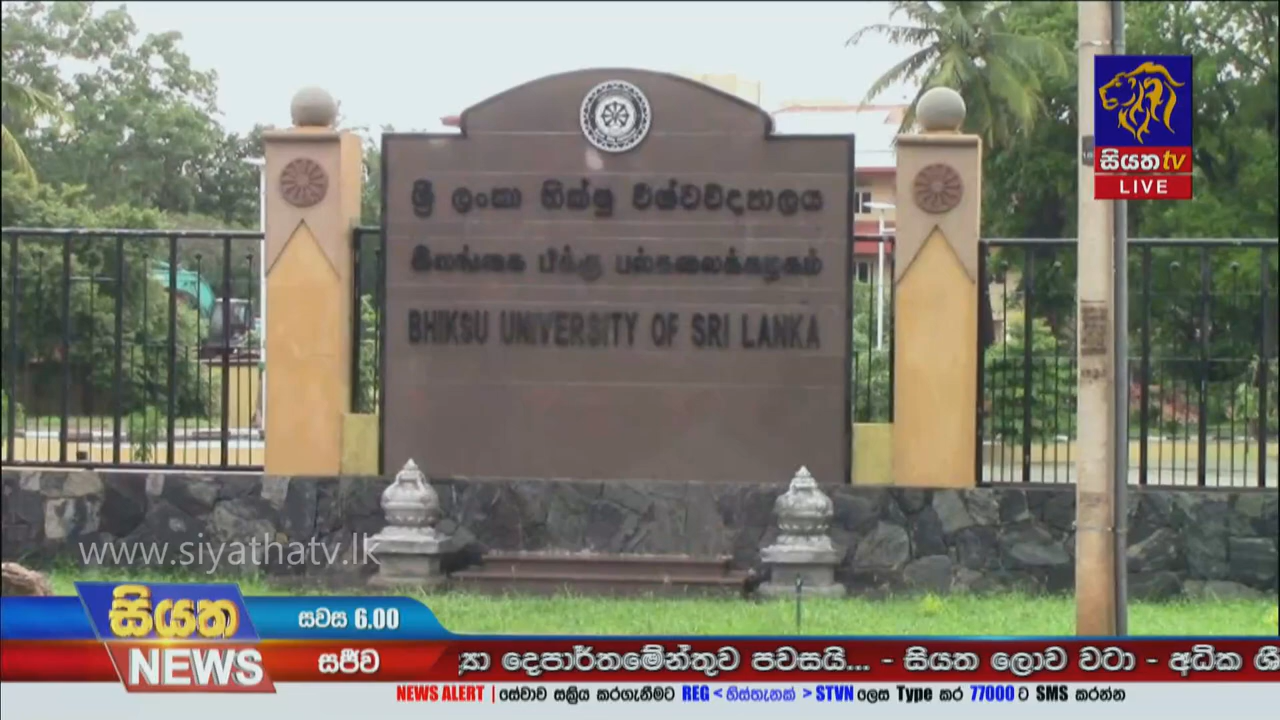 සියත tv
LIVE
ශ්‍රී ලංකා භික්ෂු විශ්වවිද්‍යාලය
ஸ்ரீலங்கா பிக்கு பல்கலைக்கழகம்
BHIKSU UNIVERSITY OF SRI LANKA
www.siyathatv.lk
සියත
NEWS
සවස 6.00
සජීව
දෙපාර්තමේන්තුව පවසයි... - සියත ලොව වටා - අධික
NEWS ALERT | සේවාව සක්‍රිය කරගැනීමට REG < හිස්තැනක් > STVN ලෙස Type කර 77000 ට SMS කරන්න